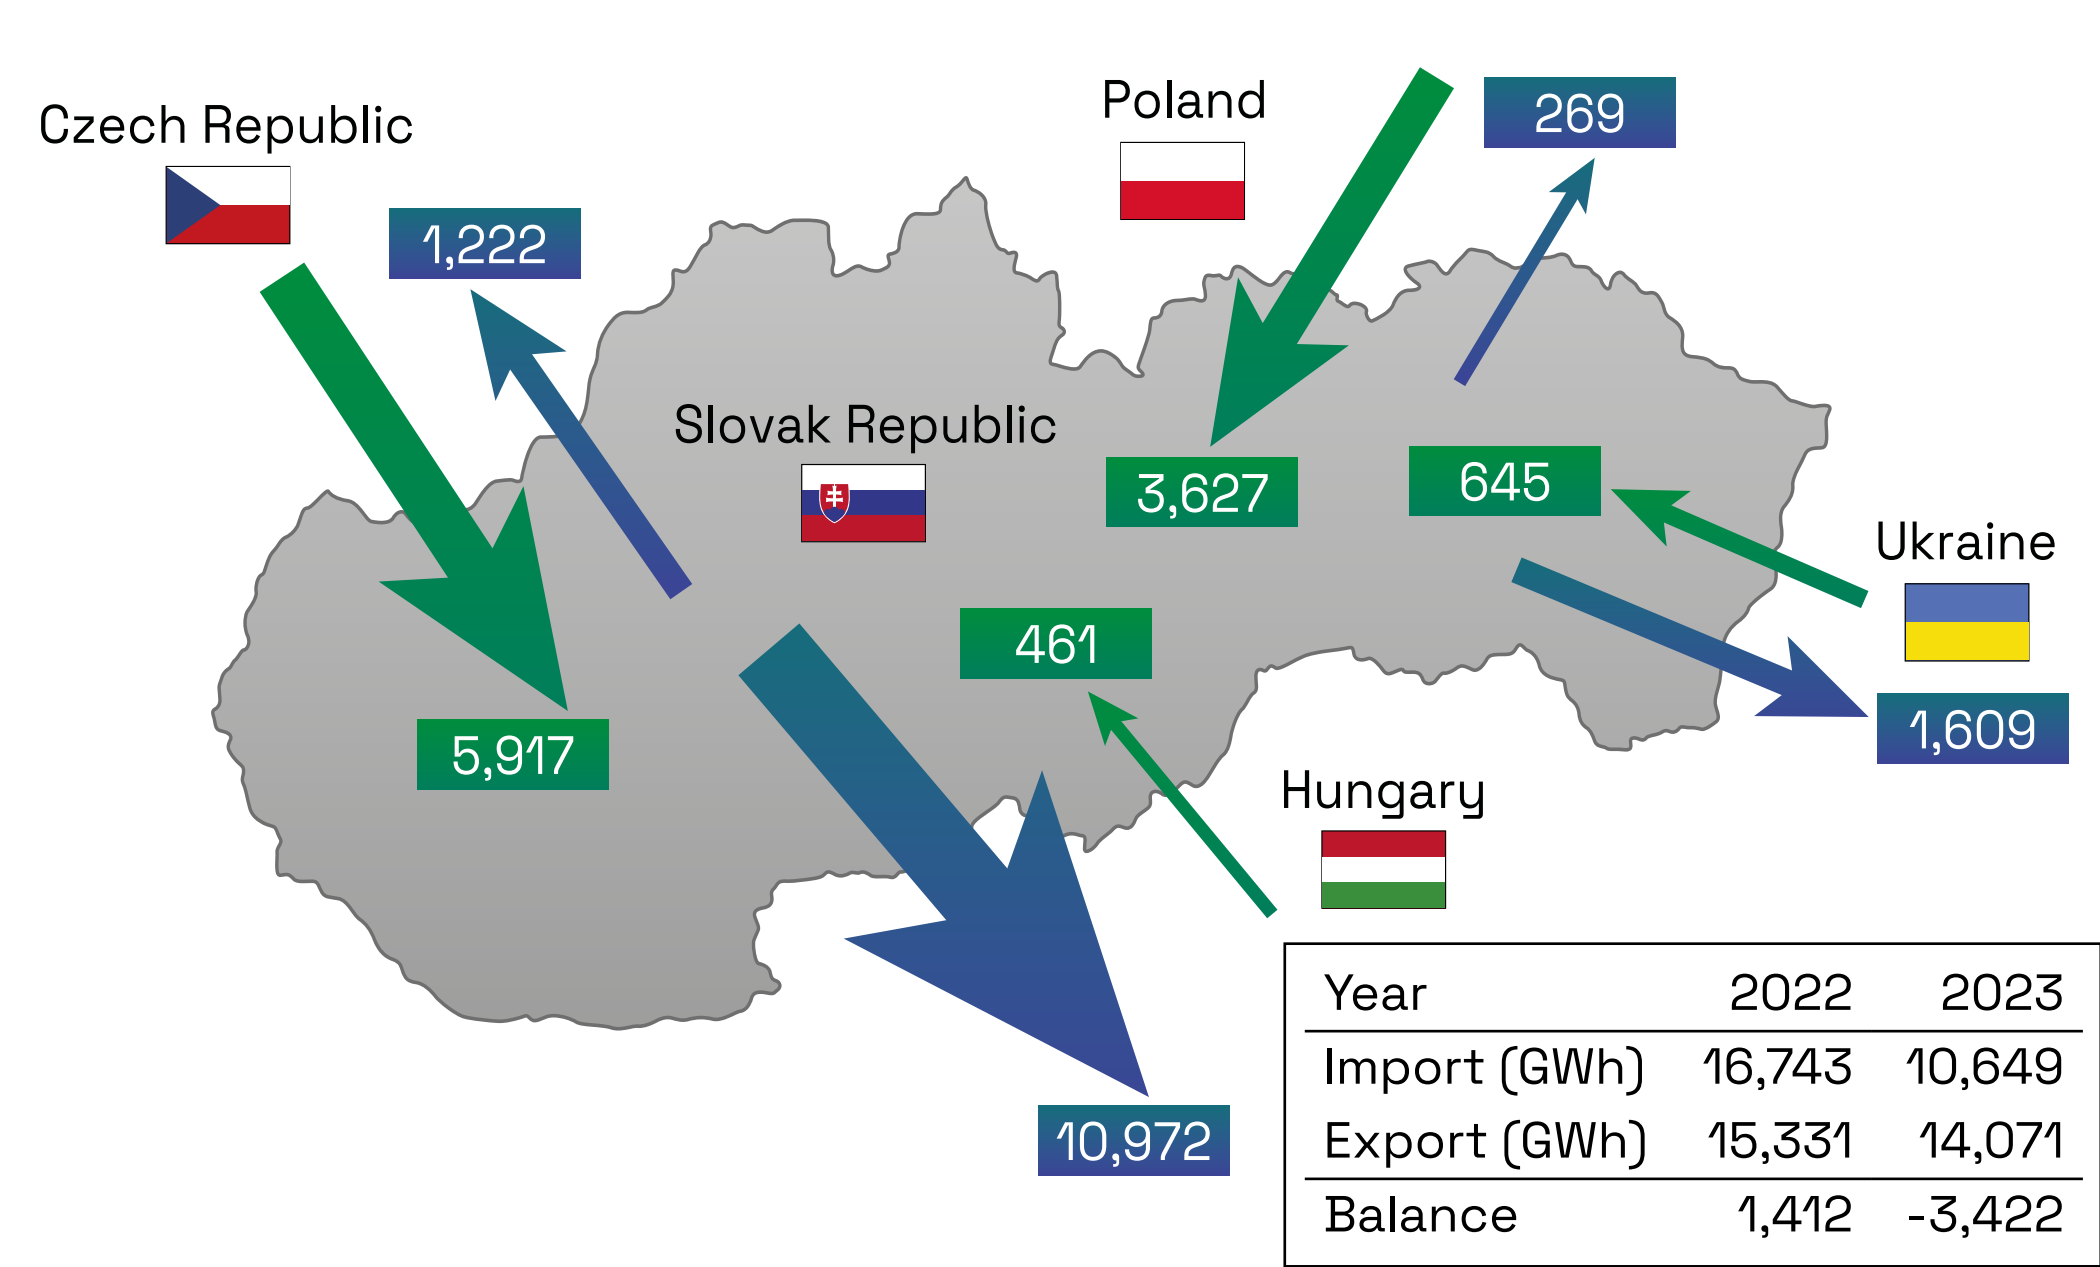 Czech Republic
1,222
Poland
269
Slovak Republic
3,627
645
Ukraine
1,609
461
5,917
Hungary
10,972
Year 2022 2023
Import (GWh) 16,743 10,649
Export (GWh) 15,331 14,071
Balance 1,412 -3,422